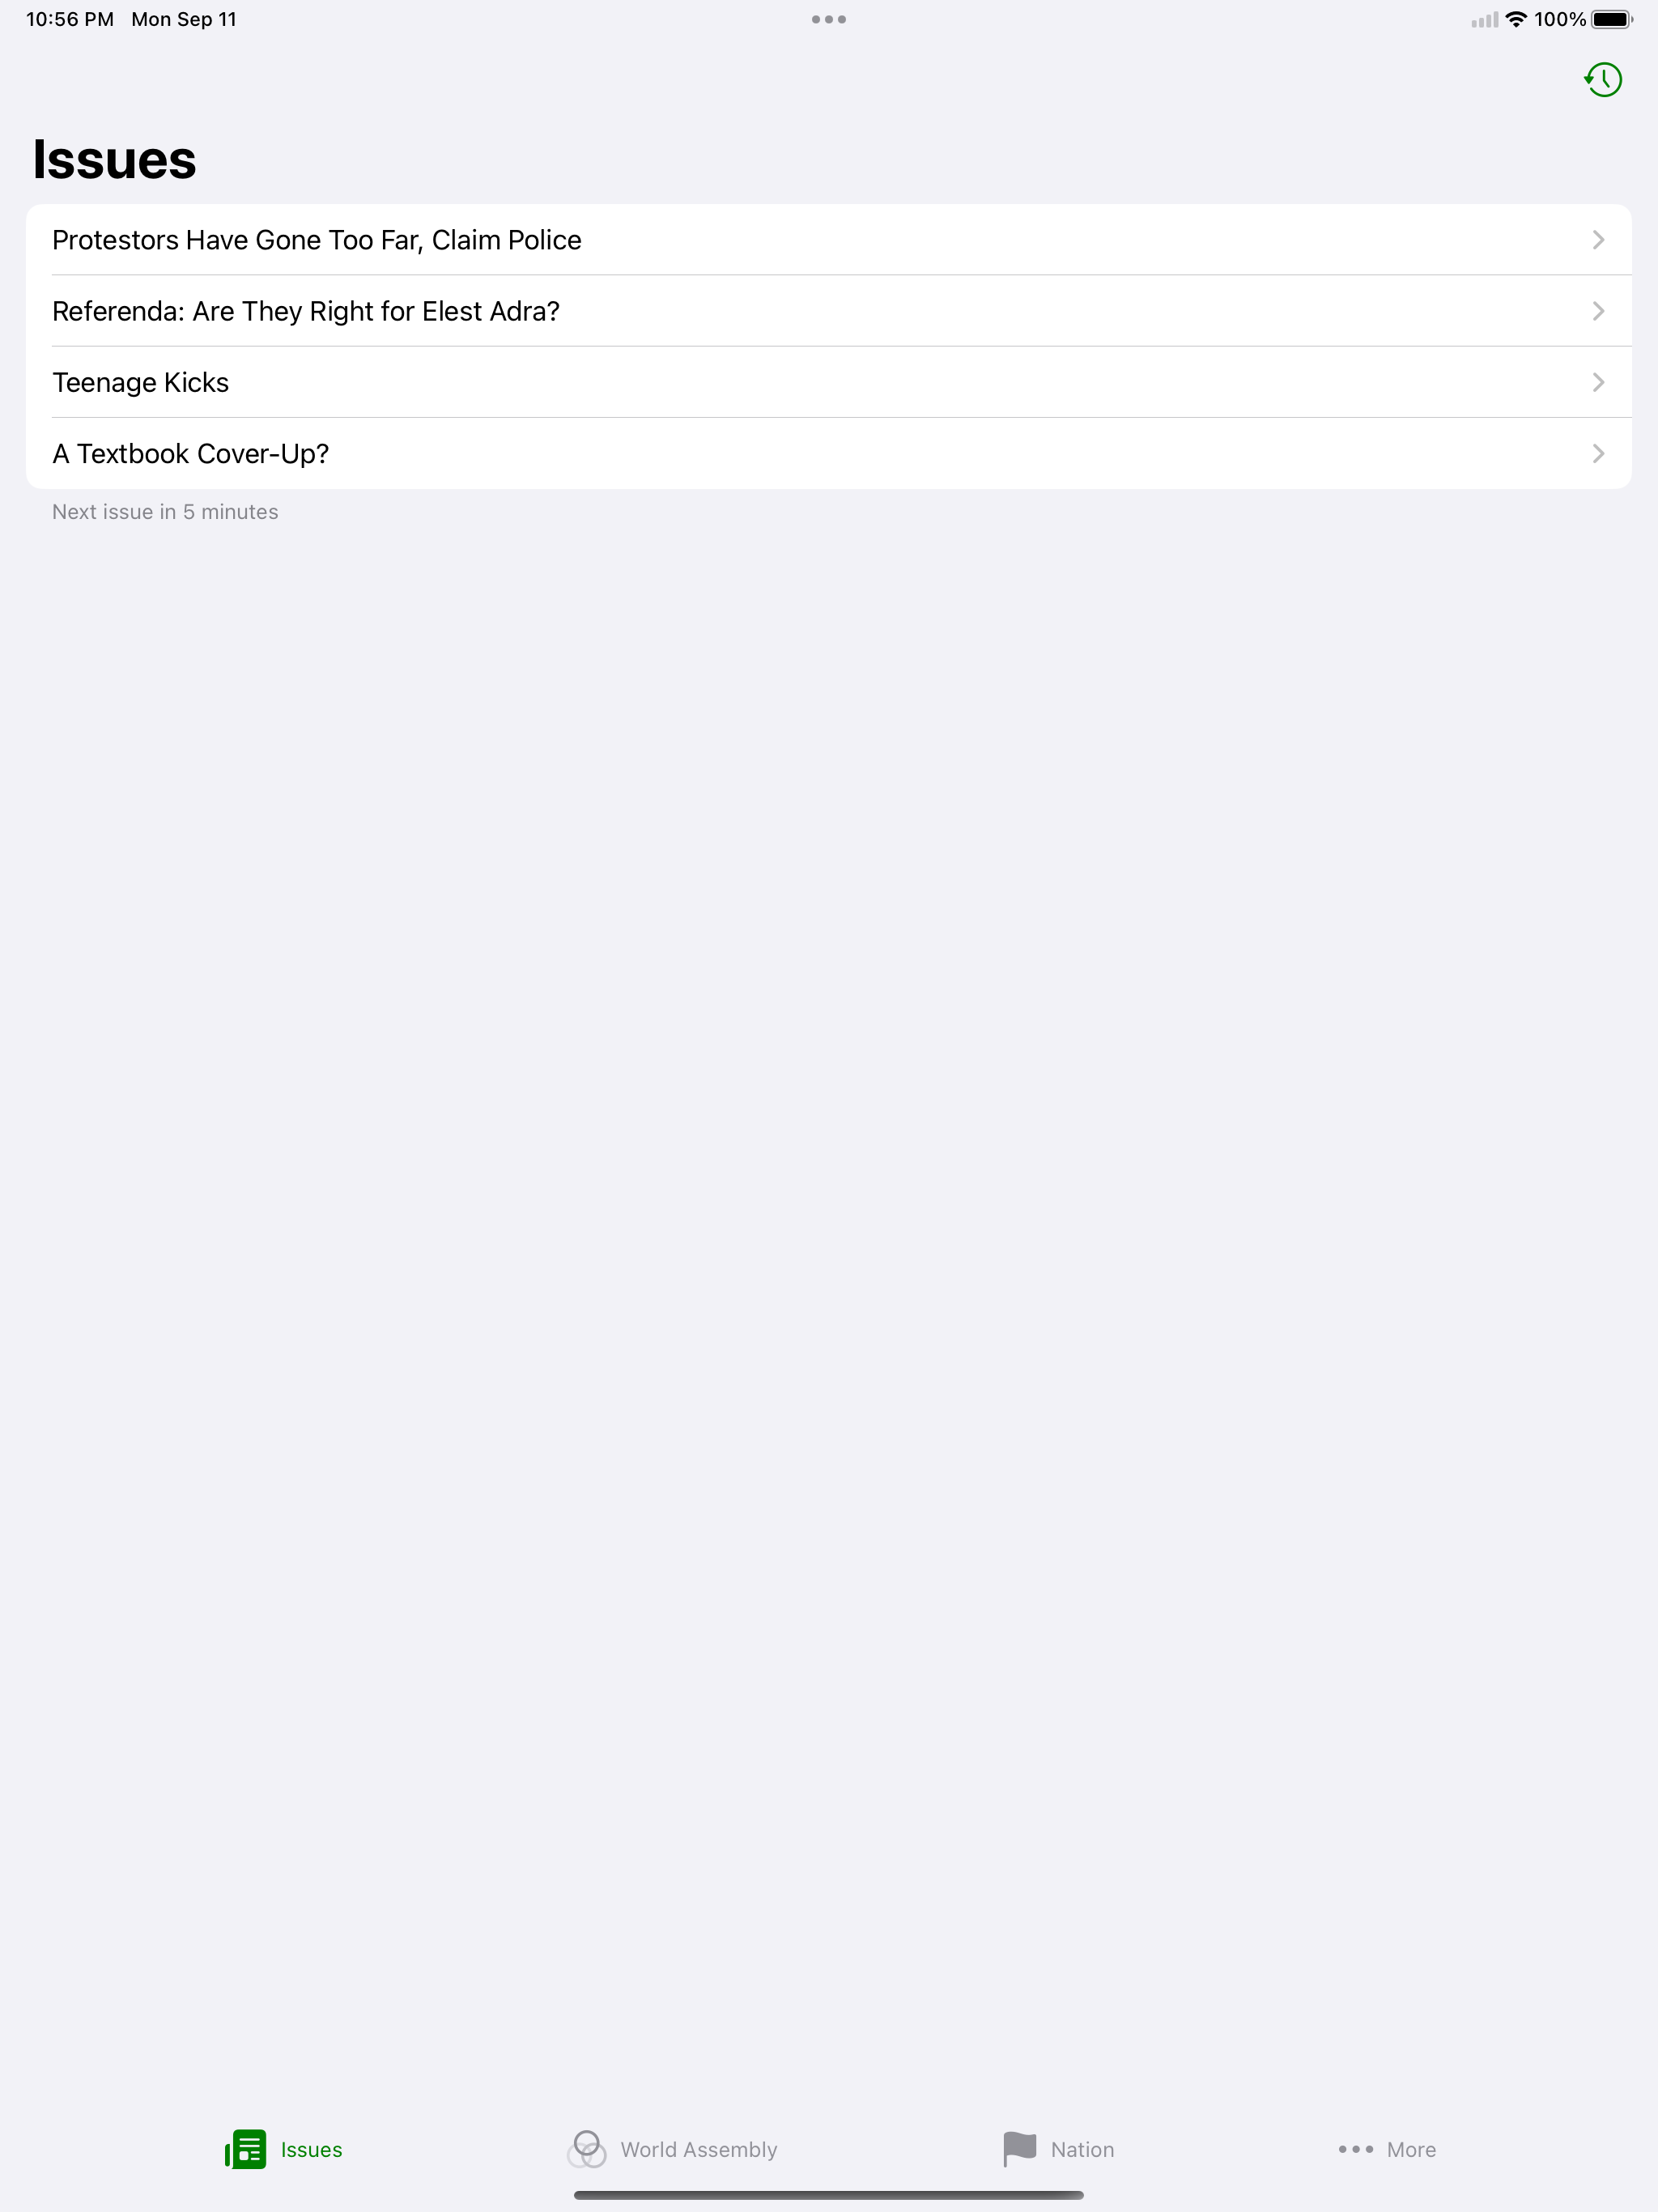 10:56 PM Mon Sep 11
100%
Issues
Protestors Have Gone Too Far, Claim Police
Referenda: Are They Right for Elest Adra?
Teenage Kicks
A Textbook Cover-Up?
Next issue in 5 minutes
Issues
World Assembly
Nation
More